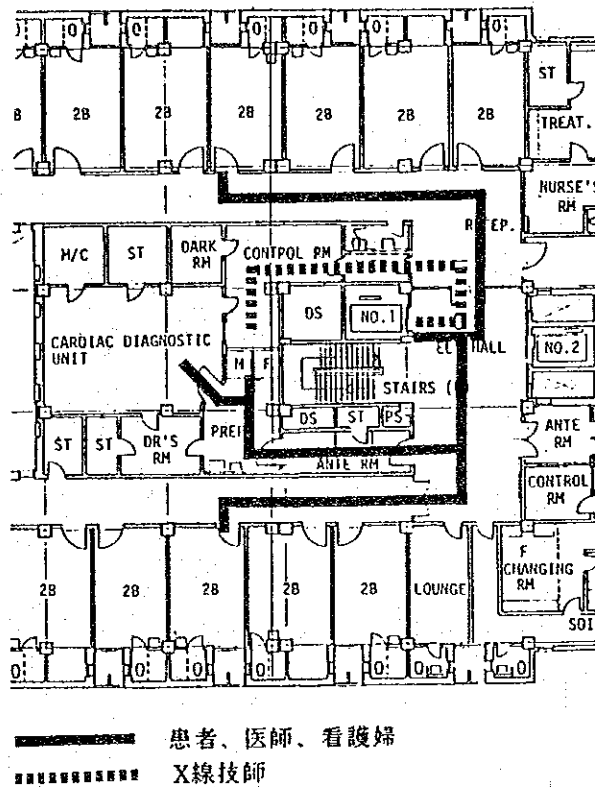 2B 2B 2B 2B 2B 2B
ST
TREAT.
NURSE'S
RM
M/C ST DARK
RM
CONTPOL RM
DS NO.1
CARDIAC DIAGNOSTIC
UNIT
M F
HALL
NO.2
STAIRS (
ST ST DR'S
RM
DS ST PS
ANTE RM
ANTE
RM
CONTROL
RM
2B 2B 2B 2B 2B LOUNGE
F
CHANGING
RM
SOI
患者、医師、看護婦
X線技師